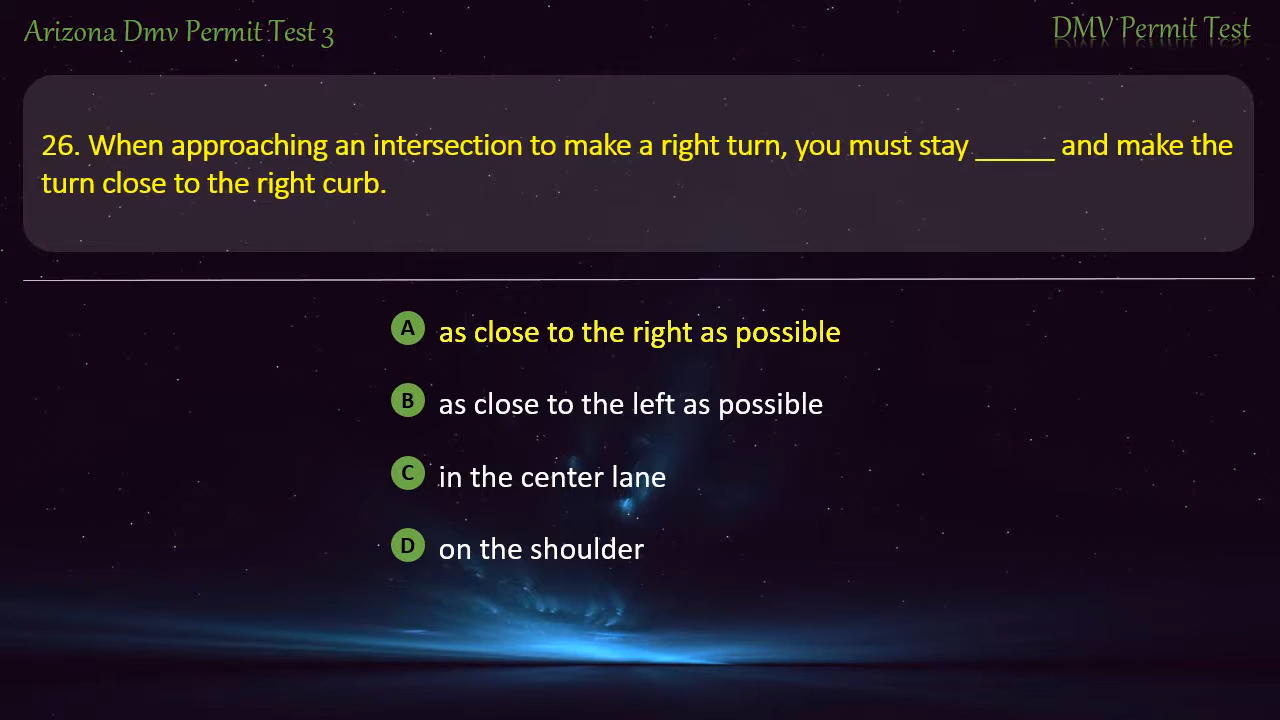 Arizona Dmv Permit Test 3
DMV Permit Test
26. When approaching an intersection to make a right turn, you must stay _____ and make the
turn close to the right curb.
A as close to the right as possible
B as close to the left as possible
C in the center lane
D on the shoulder